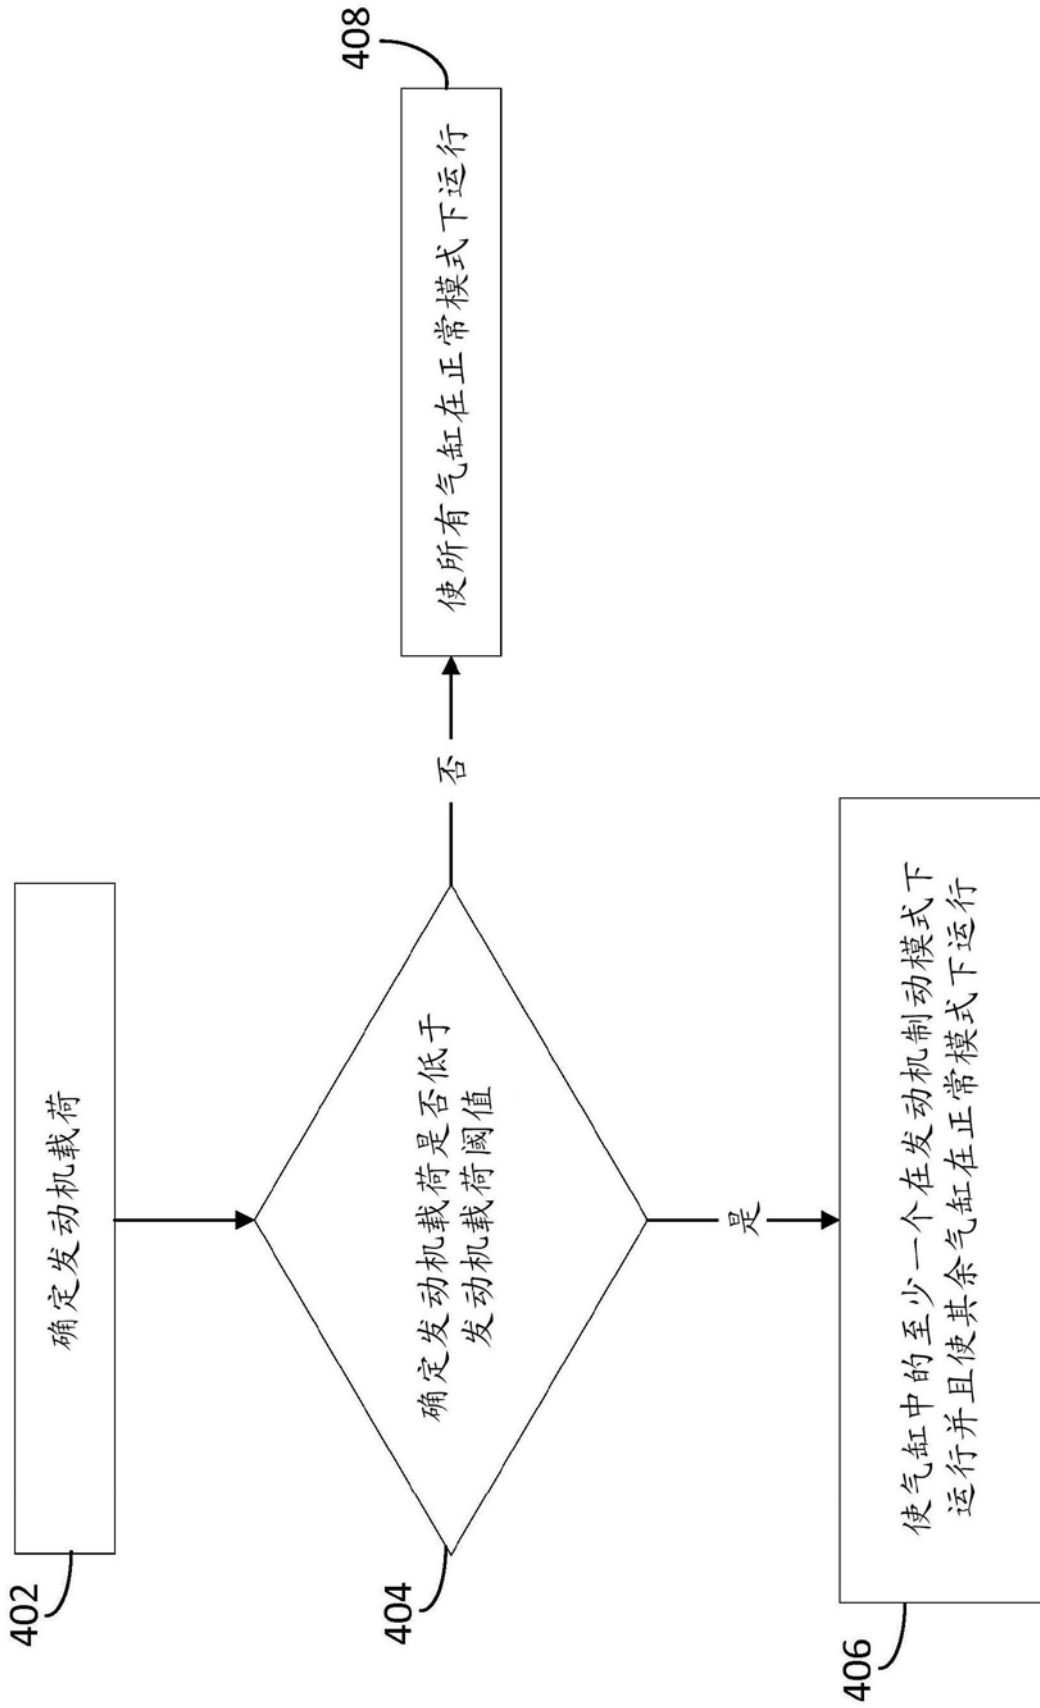 402
确定发动机载荷
404
确定发动机载荷是否低于
发动机载荷阈值
否
408
使所有气缸在正常模式下运行
是
406
使气缸中的至少一个在发动机制动模式下
运行并且使其余气缸在正常模式下运行